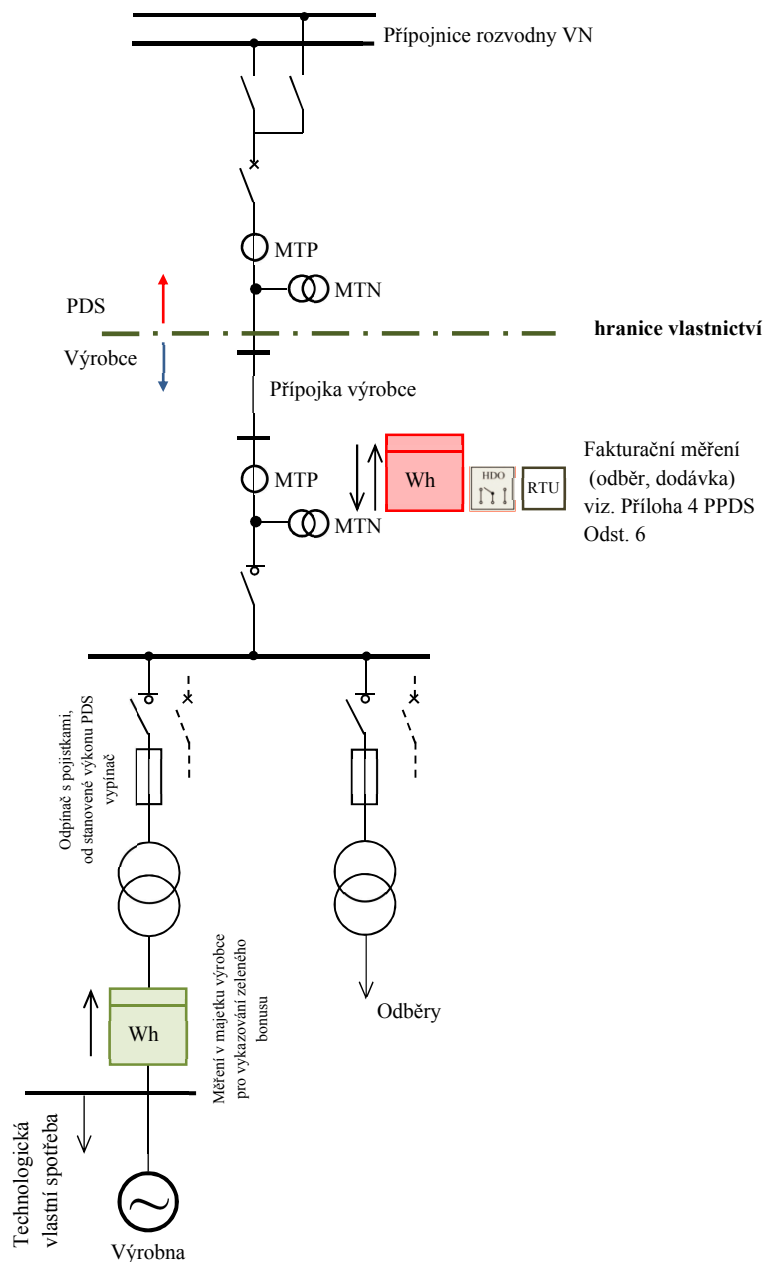 Přípojnice rozvodny VN
MTP
MTN
PDS
hranice vlastnictví
Výrobce
Přípojka výrobce
MTP
Wh
HDO
RTU
Fakturační měření
(odběr, dodávka)
viz. Příloha 4 PPDS
Odst. 6
MTN
Odpínač s pojistkami,
od stanovené výkonu PDS
vypínač
Měření v majetku výrobce
pro vykazování zeleného
bonusu
Wh
Odběry
Technologická
vlastní spotřeba
Výrobna